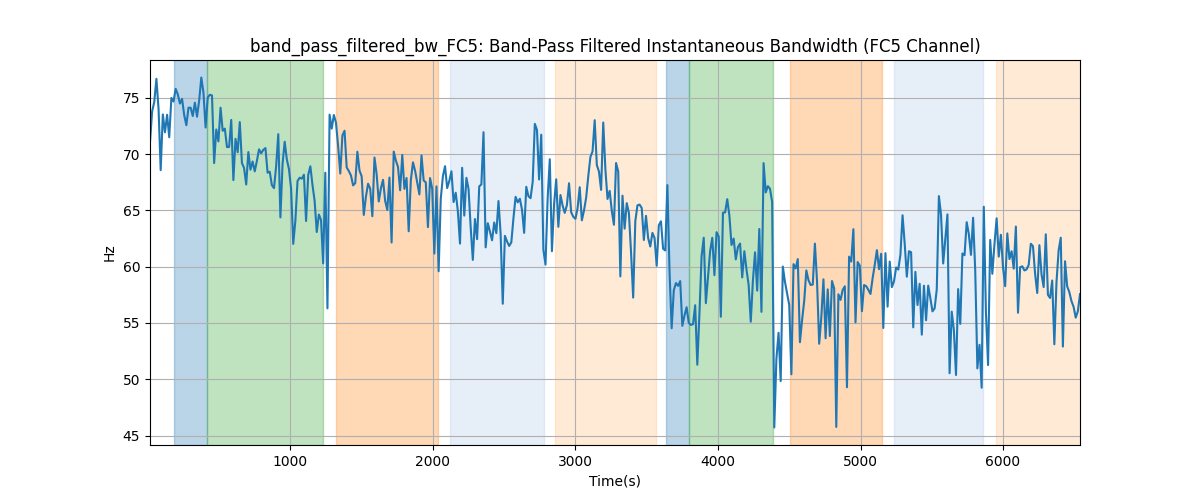 band_pass_filtered_bw_FC5: Band-Pass Filtered Instantaneous Bandwidth (FC5 Channel)
75
70
65
60
55
50
45
Hz
1000 2000 3000 4000 5000 6000
Time(s)